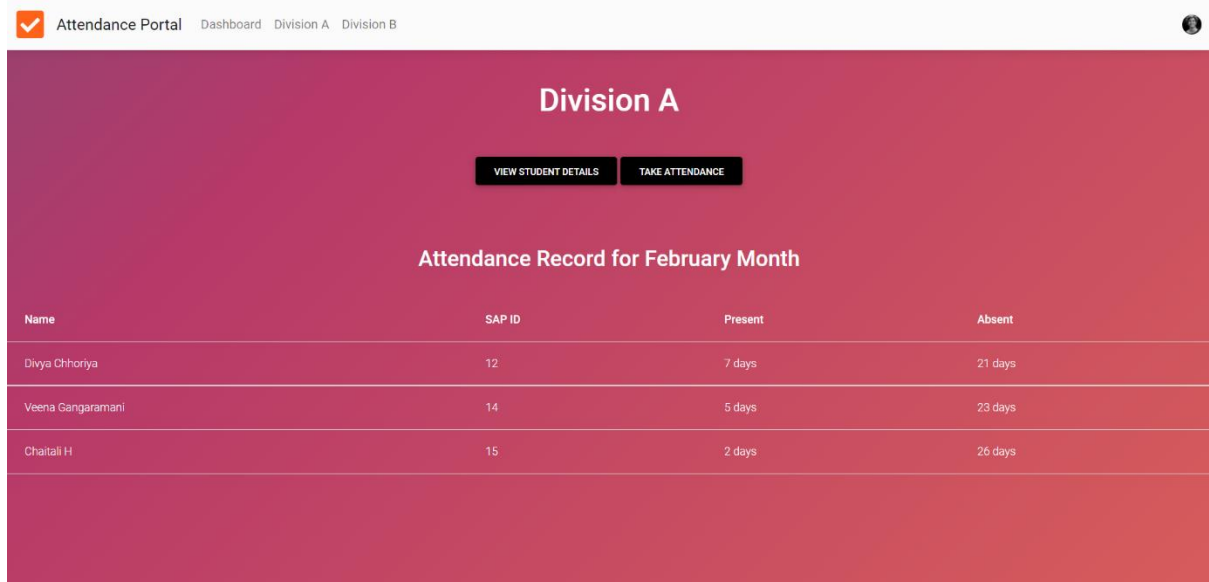 Attendance Portal Dashboard Division A Division B
Division A
VIEW STUDENT DETAILS TAKE ATTENDANCE
Attendance Record for February Month
Name SAP ID Present Absent
Divya Chhoriya 12 7 days 21 days
Veena Gangaramani 14 5 days 23 days
Chaitali H 15 2 days 26 days